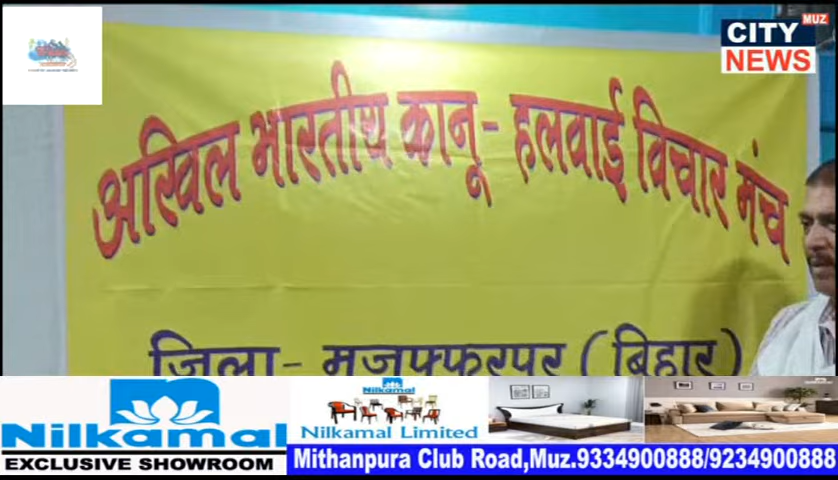 MUZ
CITY
NEWS
अखिल भारतीय कानू- हलवाई विचार मंच
जिला- मुजफ्फरपुर (बिहार)
Nilkamal
EXCLUSIVE SHOWROOM
Nilkamal
Nilkamal Limited
Mithanpura Club Road,Muz.9334900888/9234900888